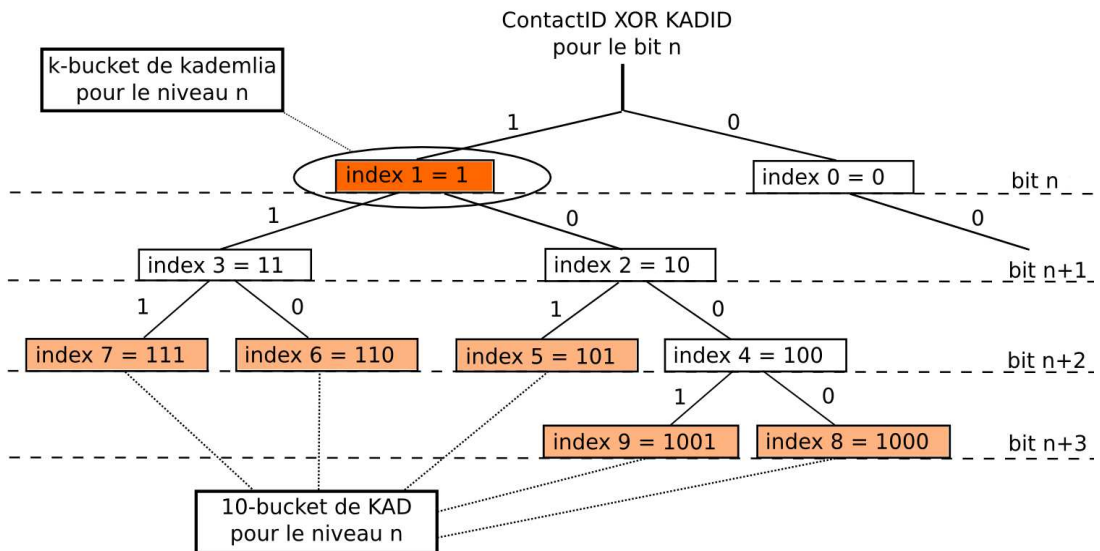 ContactID XOR KADID
pour le bit n
k-bucket de kademlia
pour le niveau n
1
0
index 1 = 1
index 0 = 0
bit n
1
0
0
index 3 = 11
index 2 = 10
bit n+1
1
0
1
0
index 7 = 111
index 6 = 110
index 5 = 101
index 4 = 100
bit n+2
1
0
index 9 = 1001
index 8 = 1000
bit n+3
10-bucket de KAD
pour le niveau n